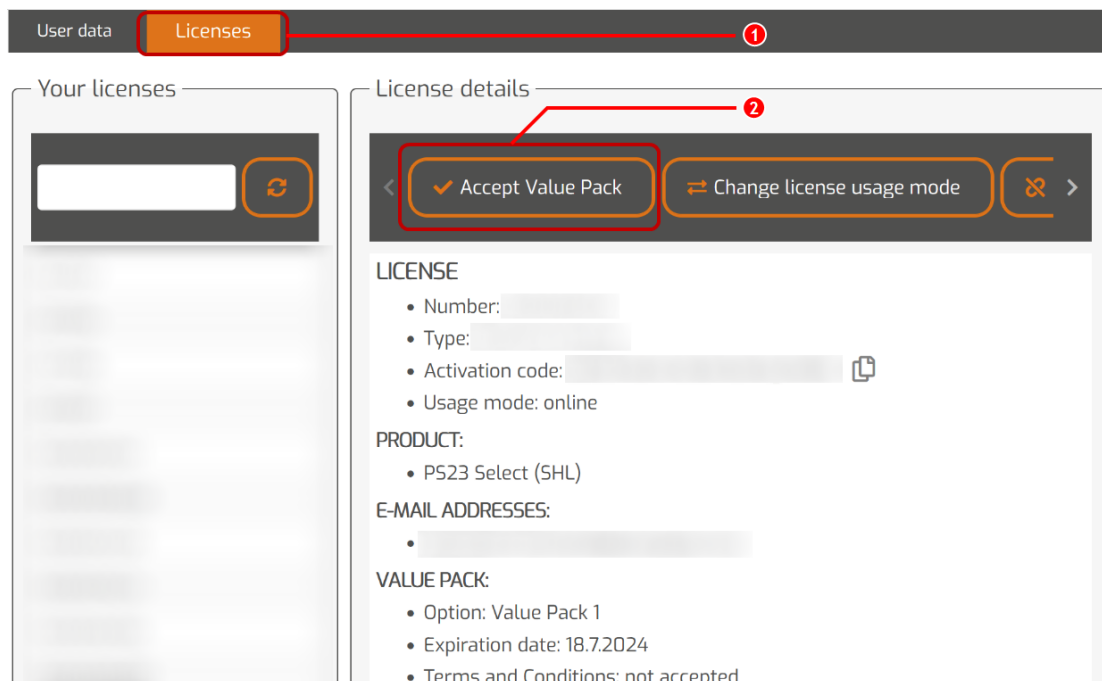 User data
Licenses
1
Your licenses
License details
2
Accept Value Pack
Change license usage mode
LICENSE
• Number:
• Type:
• Activation code:
• Usage mode: online
PRODUCT:
• PS23 Select (SHL)
E-MAIL ADDRESSES:
•
VALUE PACK:
• Option: Value Pack 1
• Expiration date: 18.7.2024
• Terms and Conditions: not accepted